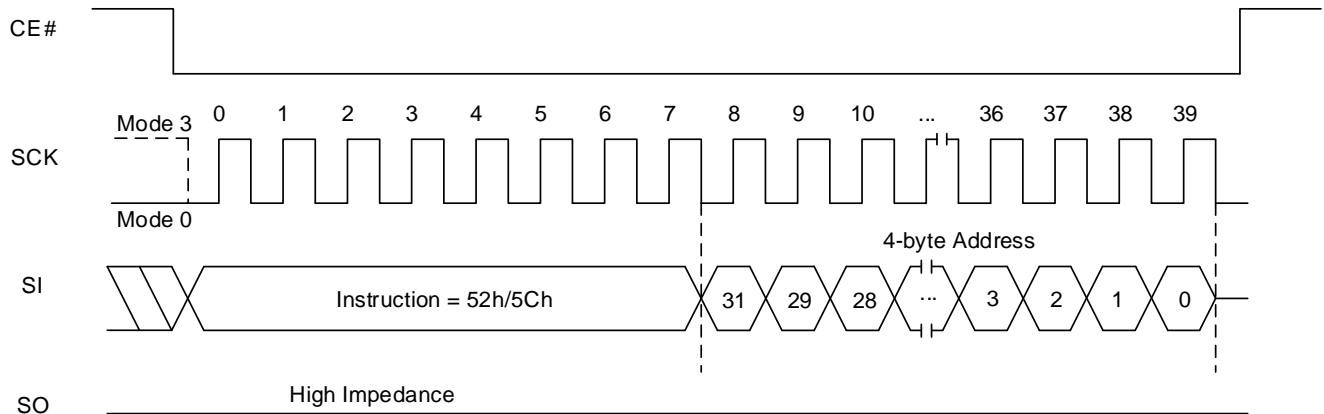 CE#
0 1 2 3 4 5 6 7 8 9 10 ... 36 37 38 39
Mode 3
SCK
Mode 0
4-byte Address
SI
Instruction = 52h/5Ch 31 29 28 ... 3 2 1 0
High Impedance
SO